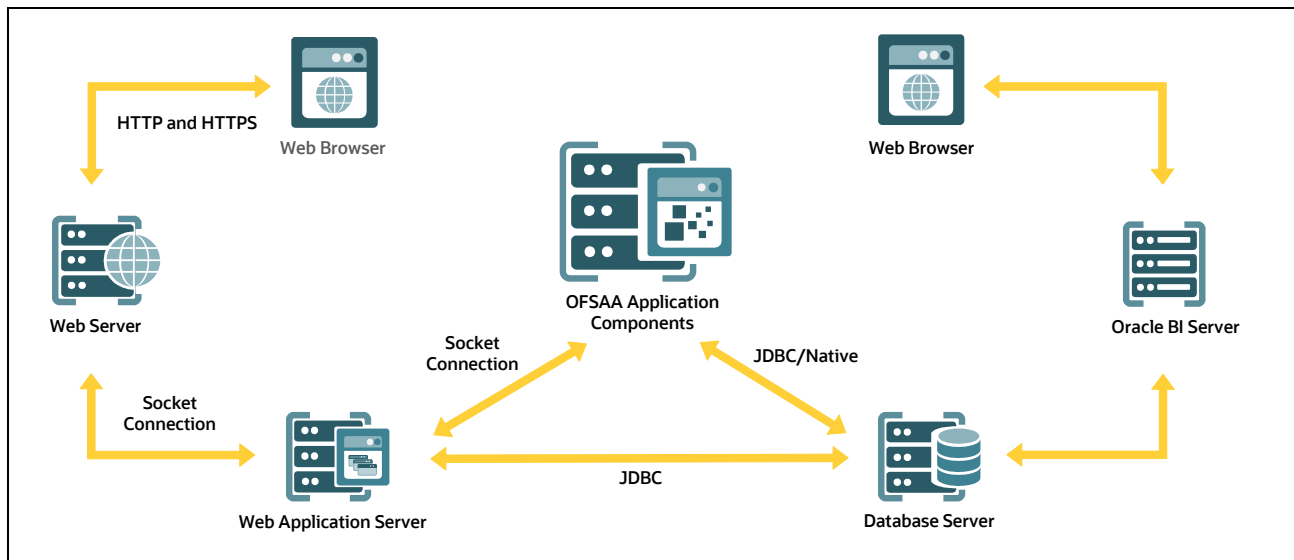 HTTP and HTTPS
Web Browser
Web Browser
OFSAA Application
Components
Web Server
Oracle BI Server
Socket
Connection
JDBC/Native
Socket
Connection
JDBC
Web Application Server
Database Server